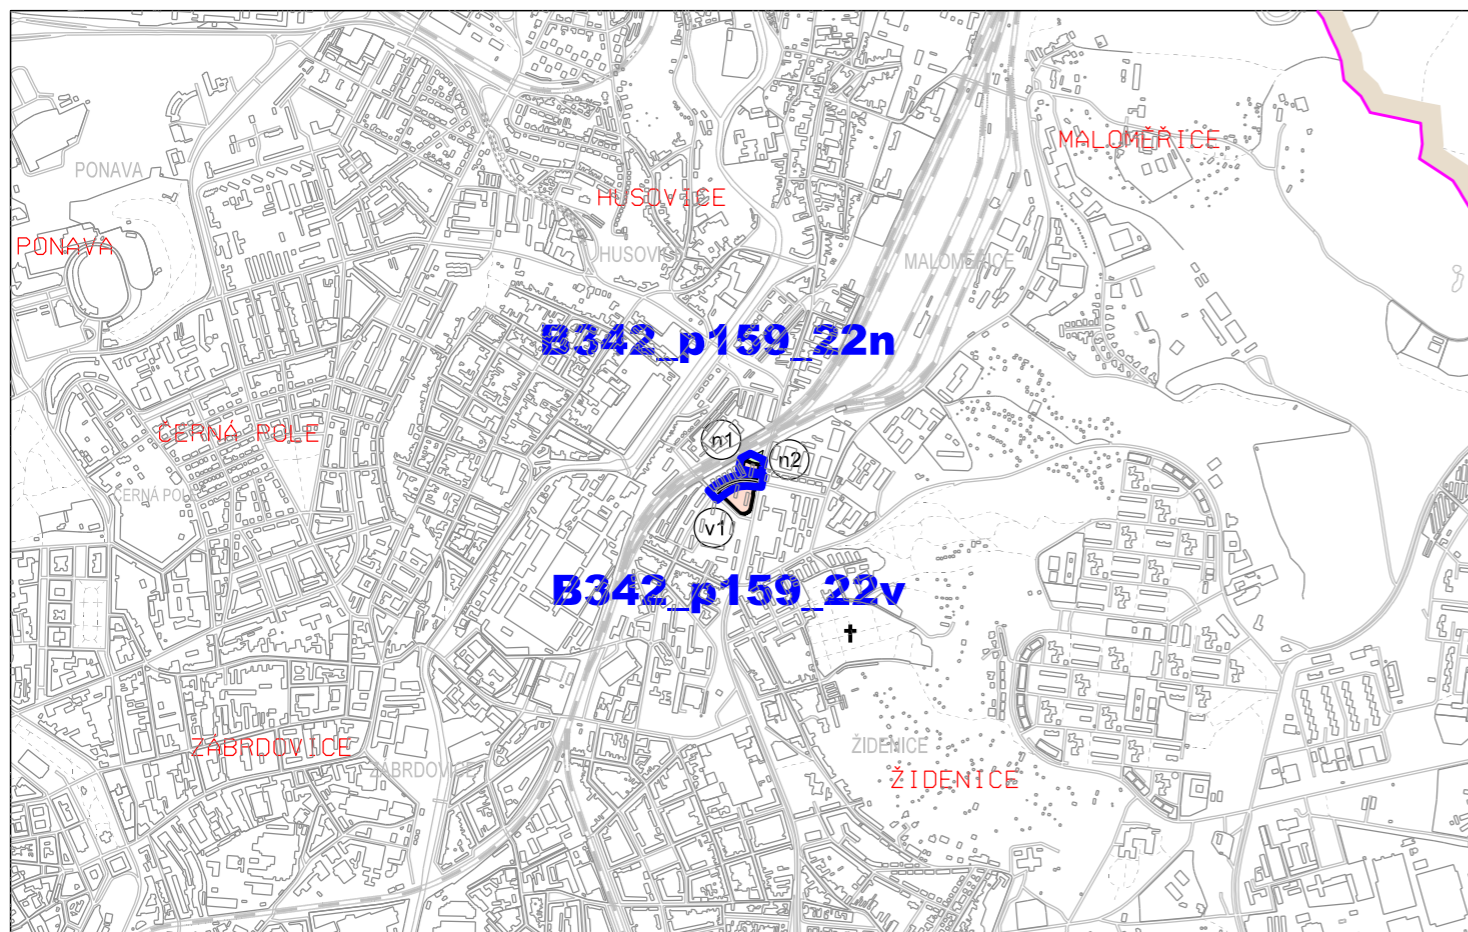 MALOMĚŘICE
PONAVA
HUSOVICE
PONAVA
HUSOVICE
MALOMĚŘICE
B342_p159_22n
ČERNÁ POLE
n1
n2
ČERNÁ POLE
v1
B342_p159_22v
ŽIDENICE
ZÁBRDOVICE
ZÁBRDOVICE
ŽIDENICE